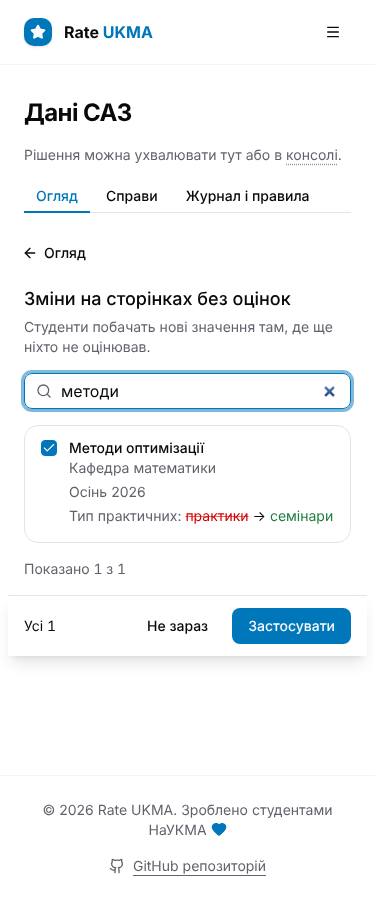 Rate UKMA
Дані САЗ
Рішення можна ухвалювати тут або в консолі.
Огляд Справи Журнал і правила
← Огляд
Зміни на сторінках без оцінок
Студенти побачать нові значення там, де ще
ніхто не оцінював.
методи
Методи оптимізації
Кафедра математики
Осінь 2026
Тип практичних: практики → семінари
Показано 1 з 1
Усі 1 Не зараз Застосувати
© 2026 Rate UKMA. Зроблено студентами
НаУКМА
GitHub репозиторій